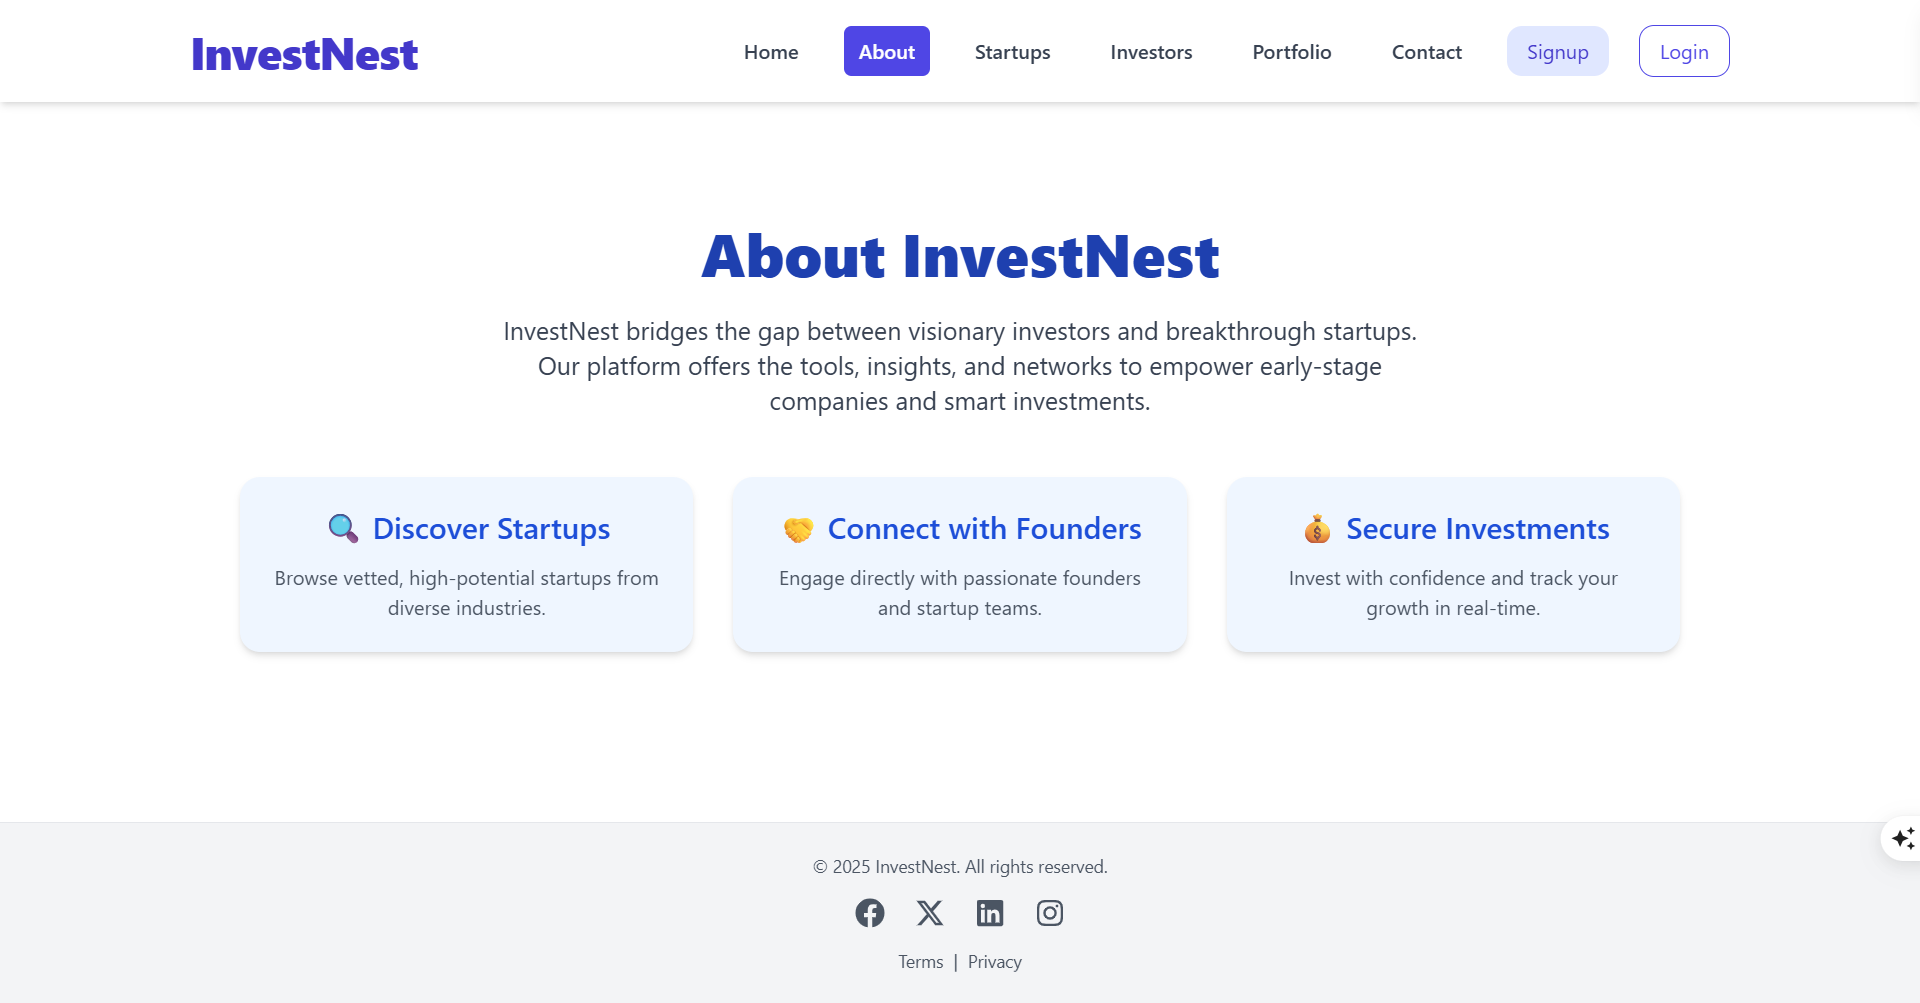 InvestNest
Home About Startups Investors Portfolio Contact Signup Login
About InvestNest
InvestNest bridges the gap between visionary investors and breakthrough startups.
Our platform offers the tools, insights, and networks to empower early-stage
companies and smart investments.
Discover Startups
Browse vetted, high-potential startups from
diverse industries.
Connect with Founders
Engage directly with passionate founders
and startup teams.
Secure Investments
Invest with confidence and track your
growth in real-time.
© 2025 InvestNest. All rights reserved.
Terms | Privacy